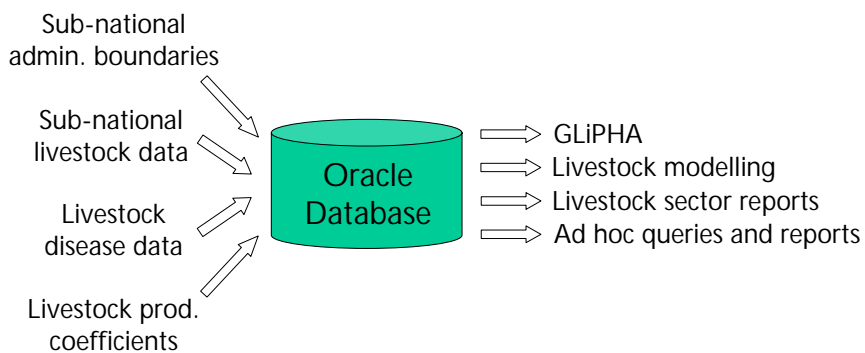 Sub-national
admin. boundaries
Sub-national
livestock data
Livestock
disease data
Livestock prod.
coefficients
Oracle
Database
GLiPHA
Livestock modelling
Livestock sector reports
Ad hoc queries and reports